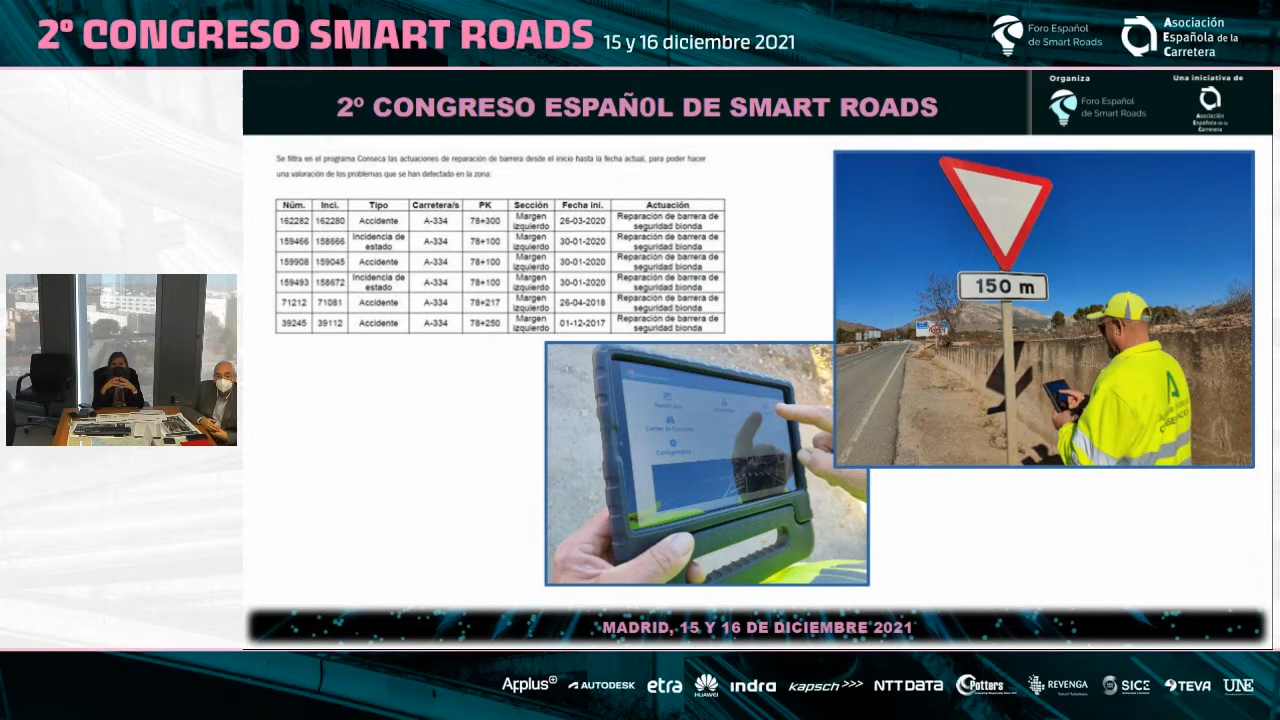 2º CONGRESO SMART ROADS 15 y 16 diciembre 2021
Foro Español
de Smart Roads
Asociación
Española de la
Carretera
2º CONGRESO ESPAÑ0L DE SMART ROADS
Organiza
Foro Español
de Smart Roads
Una iniciativa de
Asociación
Española de la
Carretera
Se filtra en el programa Conseca las actuaciones de reparación de barrera desde el inicio hasta la fecha actual, para poder hacer
una valoración de los problemas que se han detectado en la zona:
Núm. Inci. Tipo Carretera/s PK Sección Fecha ini. Actuación
162282 162280 Accidente A-334 78+300 Margen izquierdo 26-03-2020 Reparación de barrera de seguridad bionda
159466 158666 Incidencia de estado A-334 78+100 Margen izquierdo 30-01-2020 Reparación de barrera de seguridad bionda
159908 159045 Accidente A-334 78+100 Margen izquierdo 30-01-2020 Reparación de barrera de seguridad bionda
159493 158672 Incidencia de estado A-334 78+100 Margen izquierdo 30-01-2020 Reparación de barrera de seguridad bionda
71212 71081 Accidente A-334 78+217 Margen izquierdo 26-04-2018 Reparación de barrera de seguridad bionda
39245 39112 Accidente A-334 78+250 Margen izquierdo 01-12-2017 Reparación de barrera de seguridad bionda
150 m
MADRID, 15 Y 16 DE DICIEMBRE 2021
Applus+ AUTODESK etra HUAWEI indra kapsch>>> NTT DATA Potters REVENGA SICE TEVA UNE